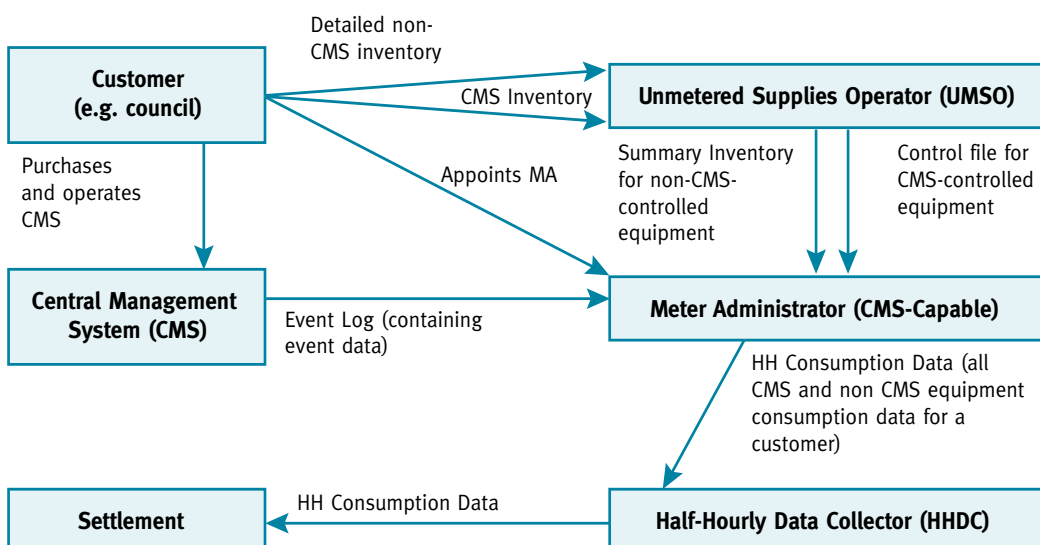 Detailed non-
CMS inventory
Customer
(e.g. council)
CMS Inventory
Unmetered Supplies Operator (UMSO)
Purchases
and operates
CMS
Appoints MA
Summary Inventory
for non-CMS-
controlled
equipment
Control file for
CMS-controlled
equipment
Central Management
System (CMS)
Event Log (containing
event data)
Meter Administrator (CMS-Capable)
HH Consumption Data (all
CMS and non CMS equipment
consumption data for a
customer)
Settlement
HH Consumption Data
Half-Hourly Data Collector (HHDC)